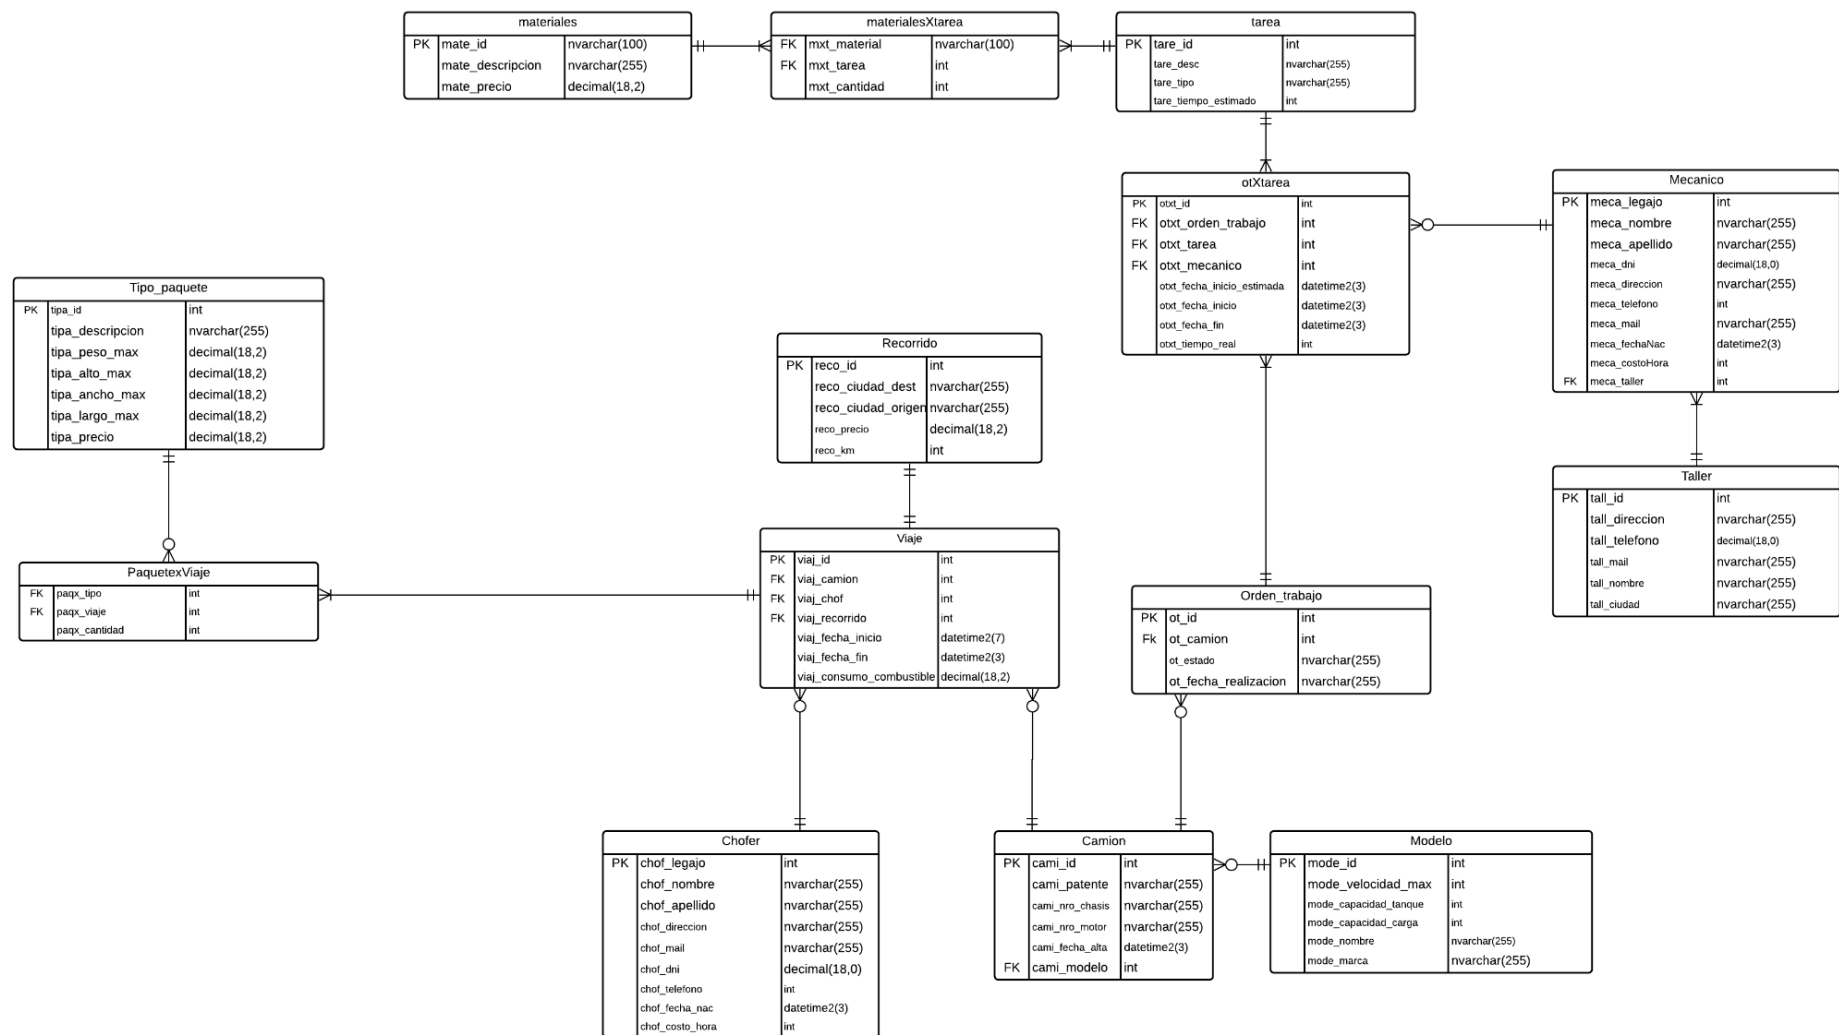 materiales
PK mate_id nvarchar(100)
mate_descripcion nvarchar(255)
mate_precio decimal(18,2)
materialesXtarea
FK mxt_material nvarchar(100)
FK mxt_tarea int
mxt_cantidad int
tarea
PK tare_id int
tare_desc nvarchar(255)
tare_tipo nvarchar(255)
tare_tiempo_estimado int
otXtarea
PK otxt_id int
FK otxt_orden_trabajo int
FK otxt_tarea int
FK otxt_mecanico int
otxt_fecha_inicio_estimada datetime2(3)
otxt_fecha_inicio datetime2(3)
otxt_fecha_fin datetime2(3)
otxt_tiempo_real int
Mecanico
PK meca_legajo int
meca_nombre nvarchar(255)
meca_apellido nvarchar(255)
meca_dni decimal(18,0)
meca_direccion nvarchar(255)
meca_telefono int
meca_mail nvarchar(255)
meca_fechaNac datetime2(3)
meca_costoHora int
FK meca_taller int
Tipo_paquete
PK tipa_id int
tipa_descripcion nvarchar(255)
tipa_peso_max decimal(18,2)
tipa_alto_max decimal(18,2)
tipa_ancho_max decimal(18,2)
tipa_largo_max decimal(18,2)
tipa_precio decimal(18,2)
Recorrido
PK reco_id int
reco_ciudad_dest nvarchar(255)
reco_ciudad_origen nvarchar(255)
reco_precio decimal(18,2)
reco_km int
Taller
PK tall_id int
tall_direccion nvarchar(255)
tall_telefono decimal(18,0)
tall_mail nvarchar(255)
tall_nombre nvarchar(255)
tall_ciudad nvarchar(255)
PaquetexViaje
FK paqx_tipo int
FK paqx_viaje int
paqx_cantidad int
Viaje
PK viaj_id int
FK viaj_camion int
FK viaj_chof int
FK viaj_recorrido int
viaj_fecha_inicio datetime2(7)
viaj_fecha_fin datetime2(3)
viaj_consumo_combustible decimal(18,2)
Orden_trabajo
PK ot_id int
Fk ot_camion int
ot_estado nvarchar(255)
ot_fecha_realizacion nvarchar(255)
Chofer
PK chof_legajo int
chof_nombre nvarchar(255)
chof_apellido nvarchar(255)
chof_direccion nvarchar(255)
chof_mail nvarchar(255)
chof_dni decimal(18,0)
chof_telefono int
chof_fecha_nac datetime2(3)
chof_costo_hora int
Camion
PK cami_id int
cami_patente nvarchar(255)
cami_nro_chasis nvarchar(255)
cami_nro_motor nvarchar(255)
cami_fecha_alta datetime2(3)
FK cami_modelo int
Modelo
PK mode_id int
mode_velocidad_max int
mode_capacidad_tanque int
mode_capacidad_carga int
mode_nombre nvarchar(255)
mode_marca nvarchar(255)